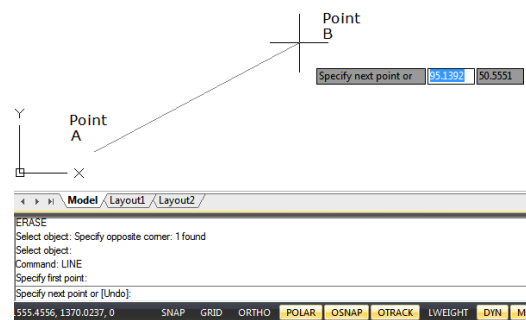 Point
B
Specify next point or 95.1392 50.5551
Y
Point
A
X
Model Layout1 Layout2
ERASE
Select object: Specify opposite corner: 1 found
Select object:
Command: LINE
Specify first point:
Specify next point or [Undo]:
.555.4556, 1370.0237, 0 SNAP GRID ORTHO POLAR OSNAP OTRACK LWEIGHT DYN